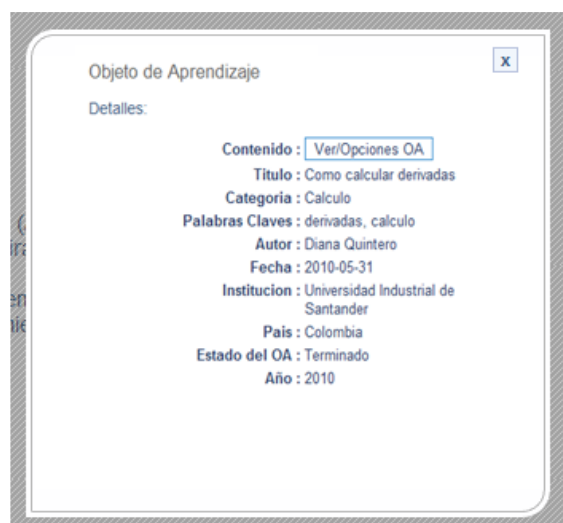 Objeto de Aprendizaje
x
Detalles:
Contenido : Ver/Opciones OA
Titulo : Como calcular derivadas
Categoria : Calculo
Palabras Claves : derivadas, calculo
Autor : Diana Quintero
Fecha : 2010-05-31
Institucion : Universidad Industrial de
Santander
Pais : Colombia
Estado del OA : Terminado
Año : 2010